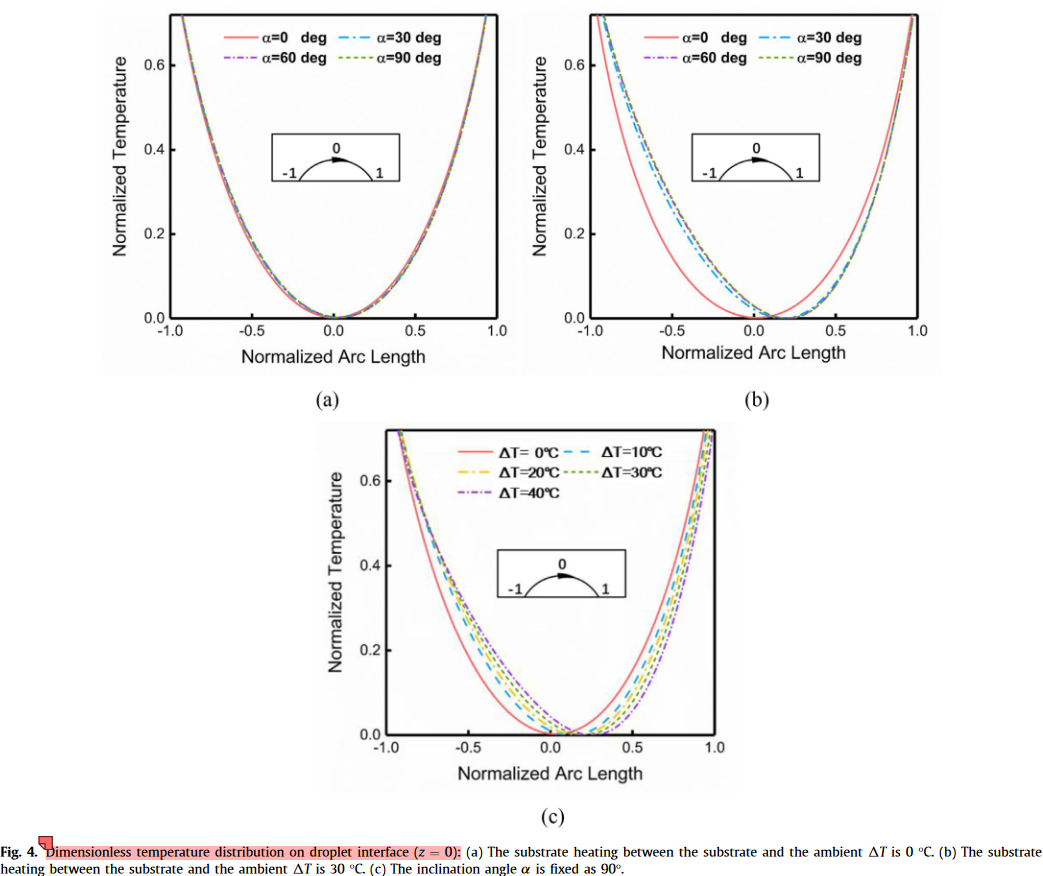 α=0 deg α=30 deg
α=60 deg α=90 deg
0.6
0.4
0.2
0.0
Normalized Temperature
0
-1 1
-1.0 -0.5 0.0 0.5 1.0
Normalized Arc Length
(a)
α=0 deg α=30 deg
α=60 deg α=90 deg
0.6
0.4
0.2
0.0
Normalized Temperature
0
-1 1
-1.0 -0.5 0.0 0.5 1.0
Normalized Arc Length
(b)
ΔT= 0℃ ΔT=10℃
ΔT=20℃ ΔT=30℃
ΔT=40℃
0.6
0.4
0.2
0.0
Normalized Temperature
0
-1 1
-1.0 -0.5 0.0 0.5 1.0
Normalized Arc Length
(c)
Fig. 4. Dimensionless temperature distribution on droplet interface (z = 0): (a) The substrate heating between the substrate and the ambient ΔT is 0 °C. (b) The substrate
heating between the substrate and the ambient ΔT is 30 °C. (c) The inclination angle α is fixed as 90°.